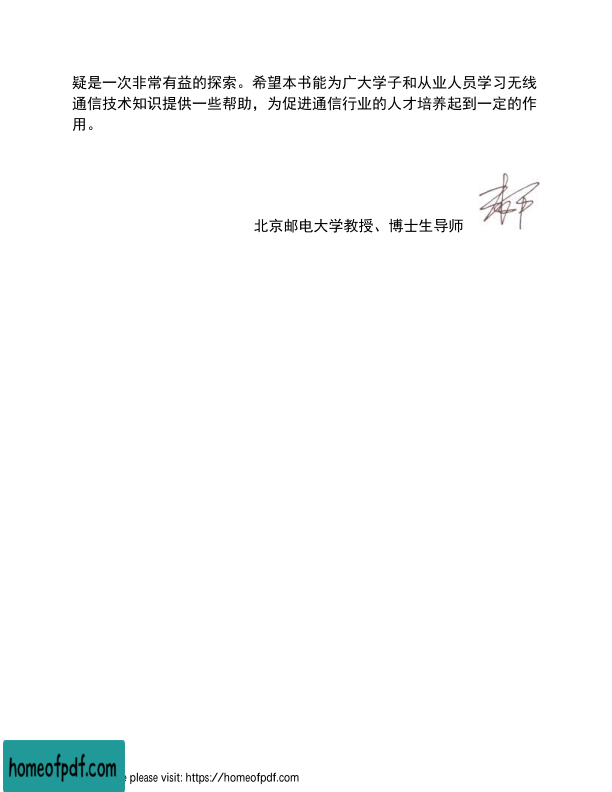 疑是一次非常有益的探索。希望本书能为广大学子和从业人员学习无线
通信技术知识提供一些帮助，为促进通信行业的人才培养起到一定的作
用。
北京邮电大学教授、博士生导师
homeofpdf.com
e please visit: https://homeofpdf.com